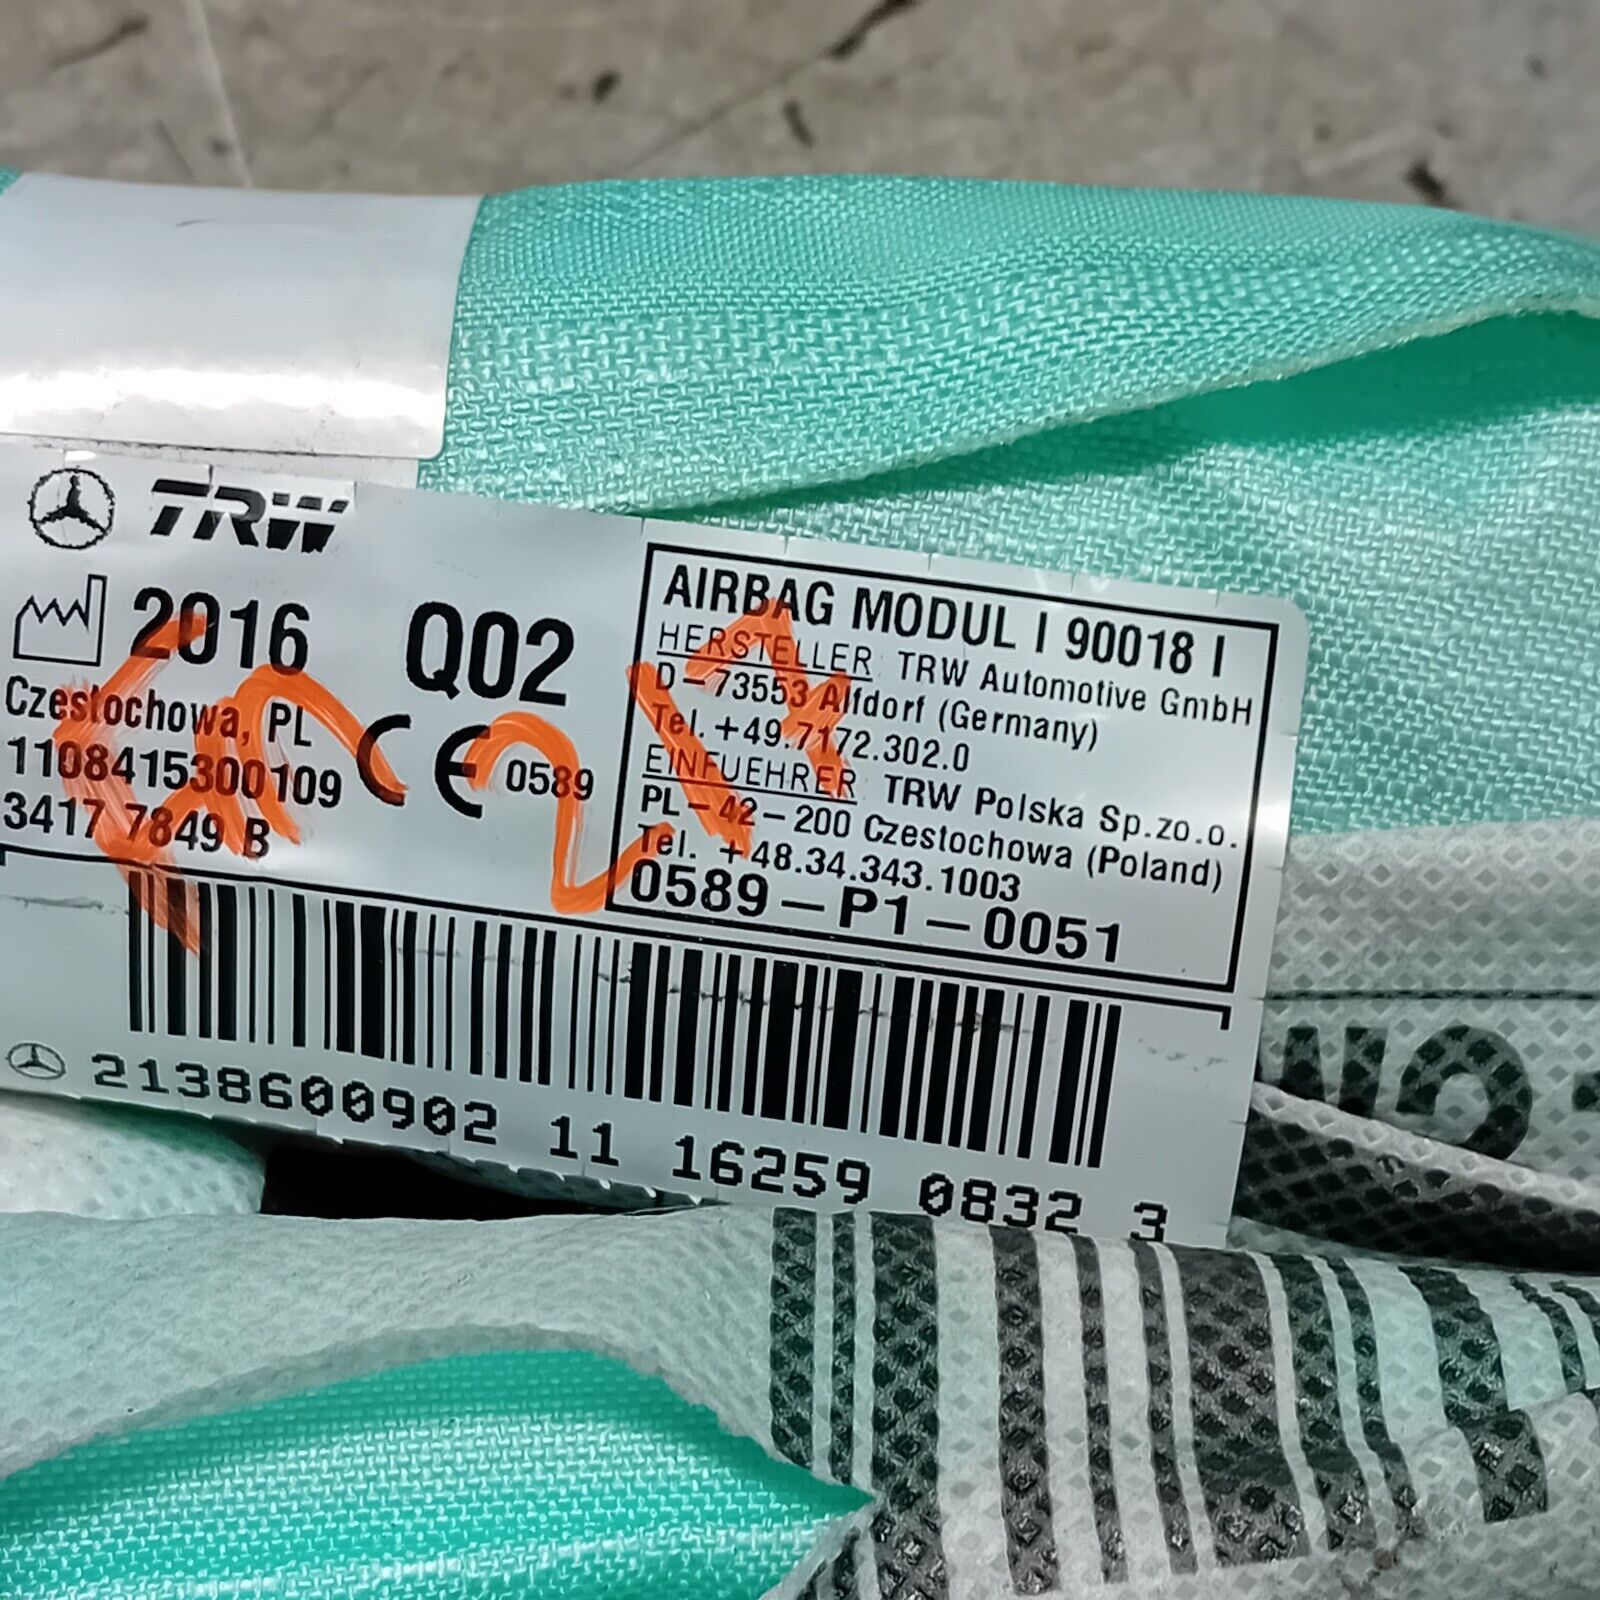 TRW
2016 Q02
Czestochowa, PL
1108415300109
3417 7849 B
CE 0589
AIRBAG MODUL I 90018 I
HERSTELLER: TRW Automotive GmbH
D-73553 Alfdorf (Germany)
Tel. +49.7172.302.0
EINFUEHRER: TRW Polska Sp.zo.o.
PL-42-200 Czestochowa (Poland)
Tel. +48.34.343.1003
0589-P1-0051
2138600902 11 16259 0832 3